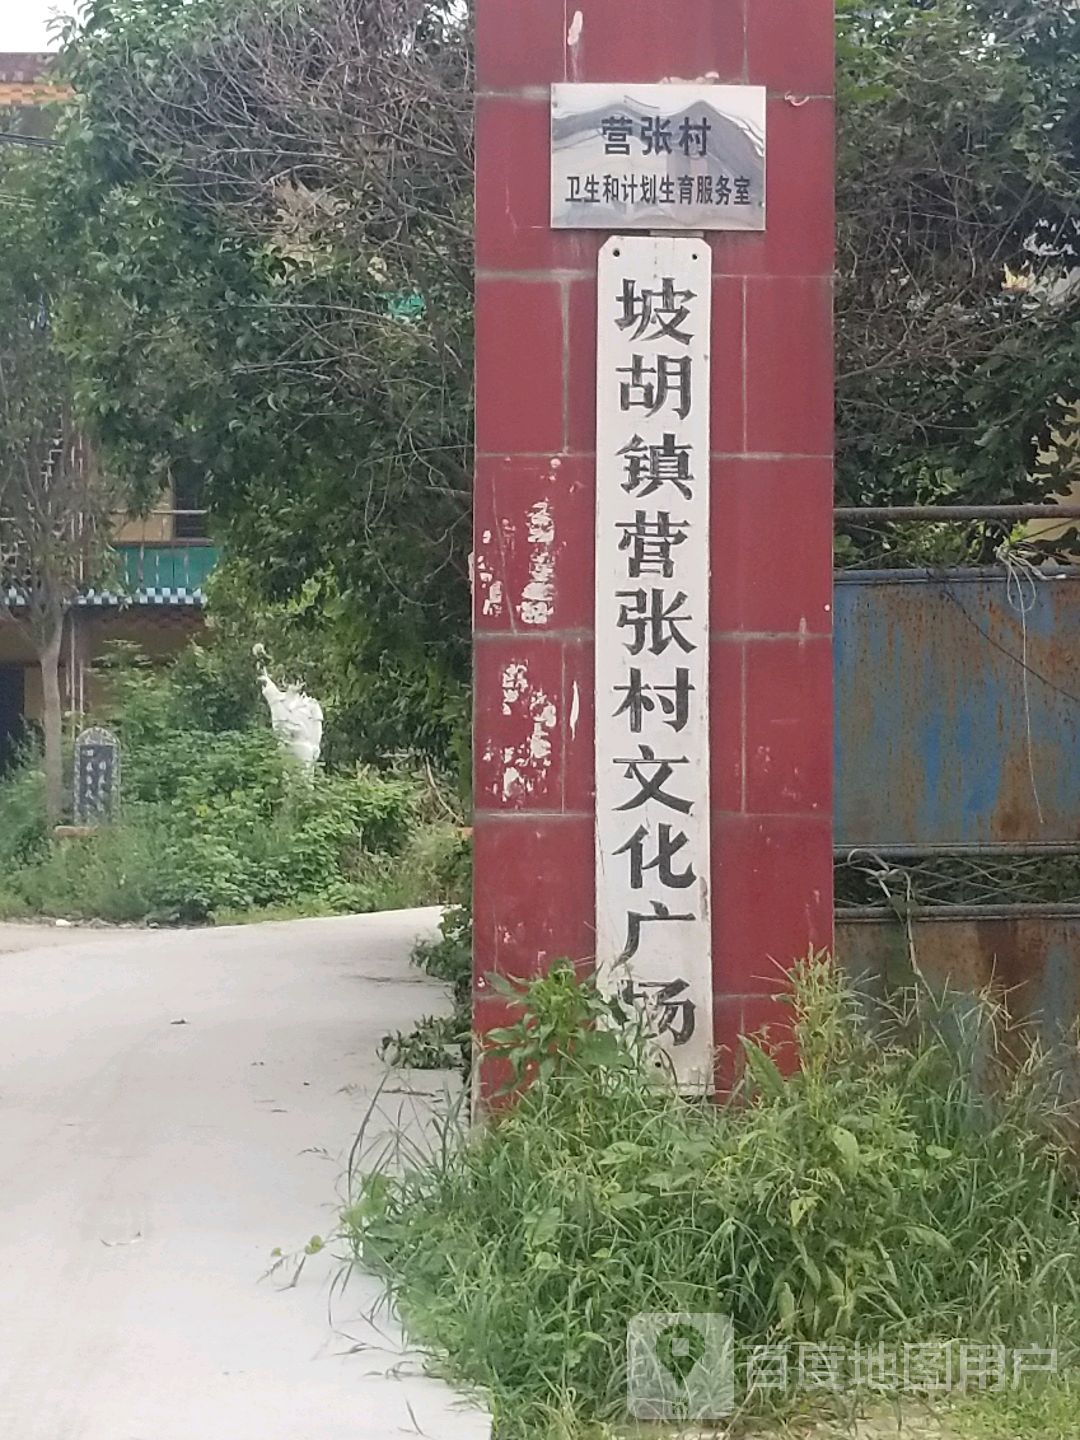 营张村
卫生和计划生育服务室
坡胡镇营张村文化广场
百度地图用户